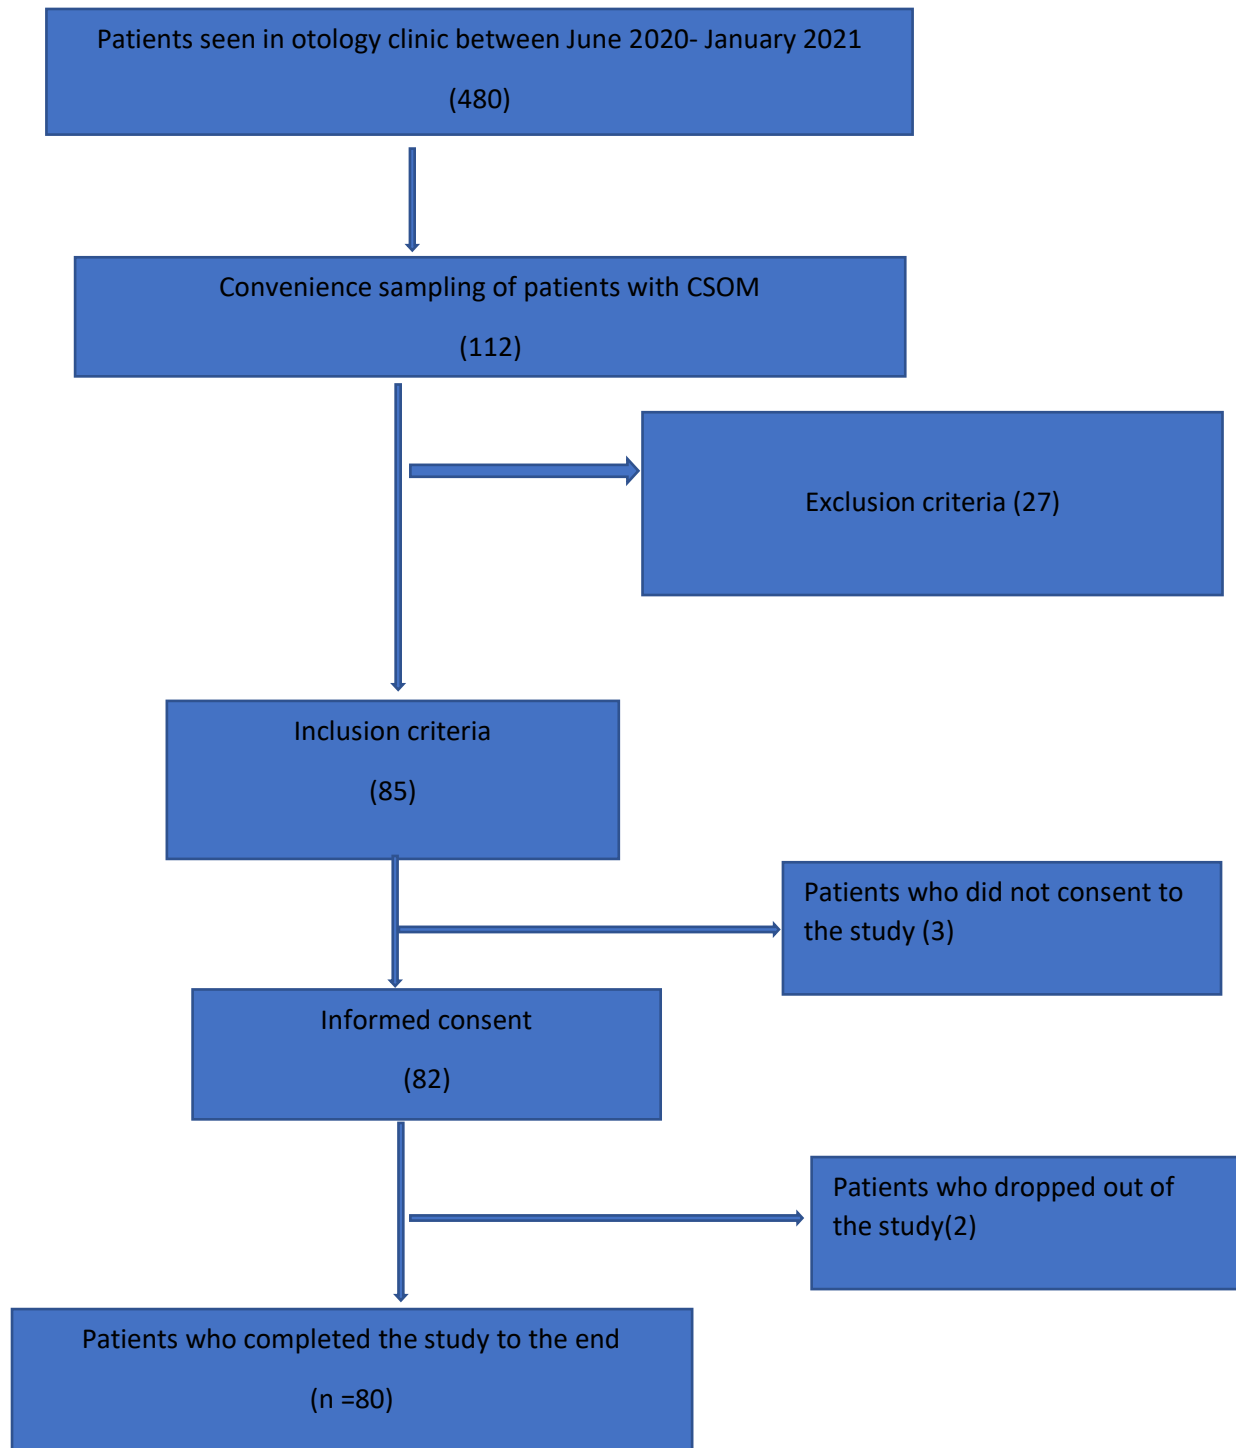 Patients seen in otology clinic between June 2020- January 2021
(480)
Convenience sampling of patients with CSOM
(112)
Exclusion criteria (27)
Inclusion criteria
(85)
Patients who did not consent to
the study (3)
Informed consent
(82)
Patients who dropped out of
the study(2)
Patients who completed the study to the end
(n =80)